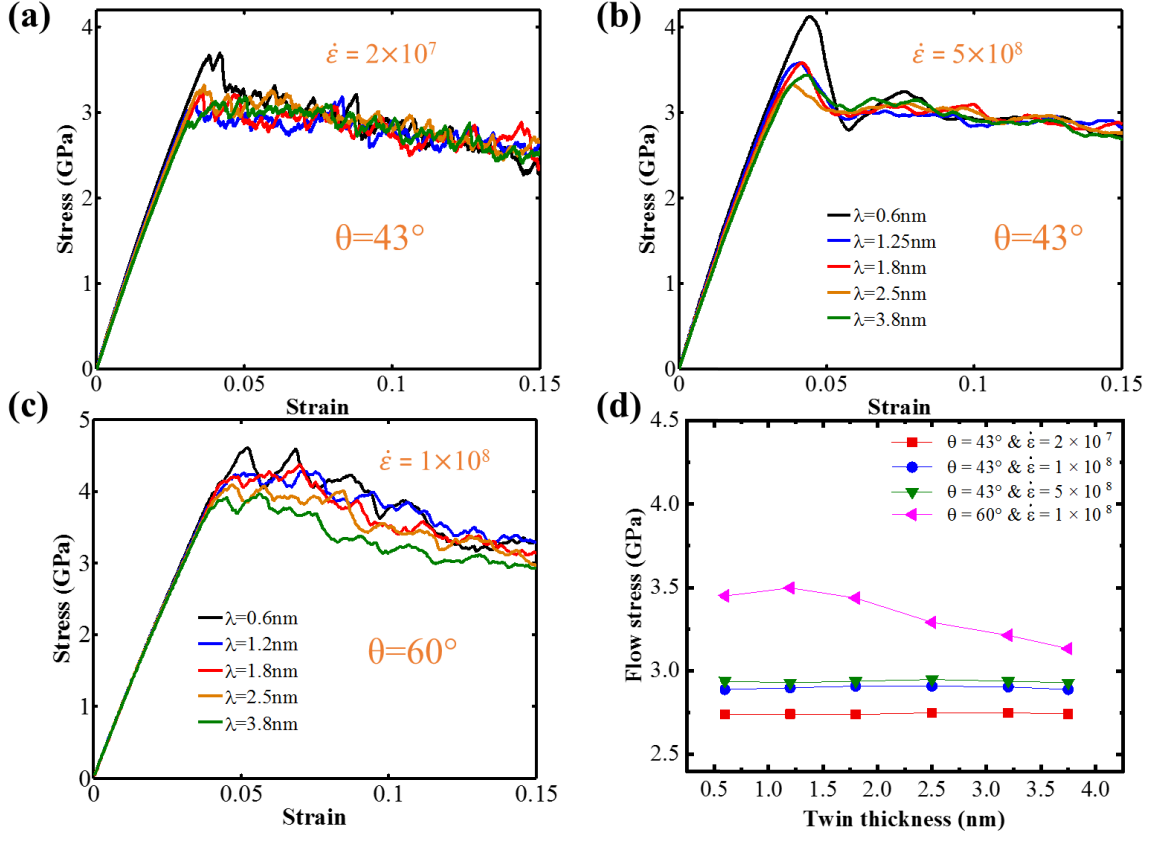 (a)
ε̇ = 2×10⁷
θ=43°
Stress (GPa)
4
3
2
1
0
0
0.05
0.1
0.15
Strain
(b)
ε̇ = 5×10⁸
θ=43°
λ=0.6nm
λ=1.25nm
λ=1.8nm
λ=2.5nm
λ=3.8nm
Stress (GPa)
4
3
2
1
0
0
0.05
0.1
0.15
Strain
(c)
ε̇ = 1×10⁸
θ=60°
λ=0.6nm
λ=1.2nm
λ=1.8nm
λ=2.5nm
λ=3.8nm
Stress (GPa)
5
4
3
2
1
0
0
0.05
0.1
0.15
Strain
(d)
θ = 43° & ε̇ = 2 × 10⁷
θ = 43° & ε̇ = 1 × 10⁸
θ = 43° & ε̇ = 5 × 10⁸
θ = 60° & ε̇ = 1 × 10⁸
Flow stress (GPa)
4.5
4.0
3.5
3.0
2.5
0.5 1.0 1.5 2.0 2.5 3.0 3.5 4.0
Twin thickness (nm)